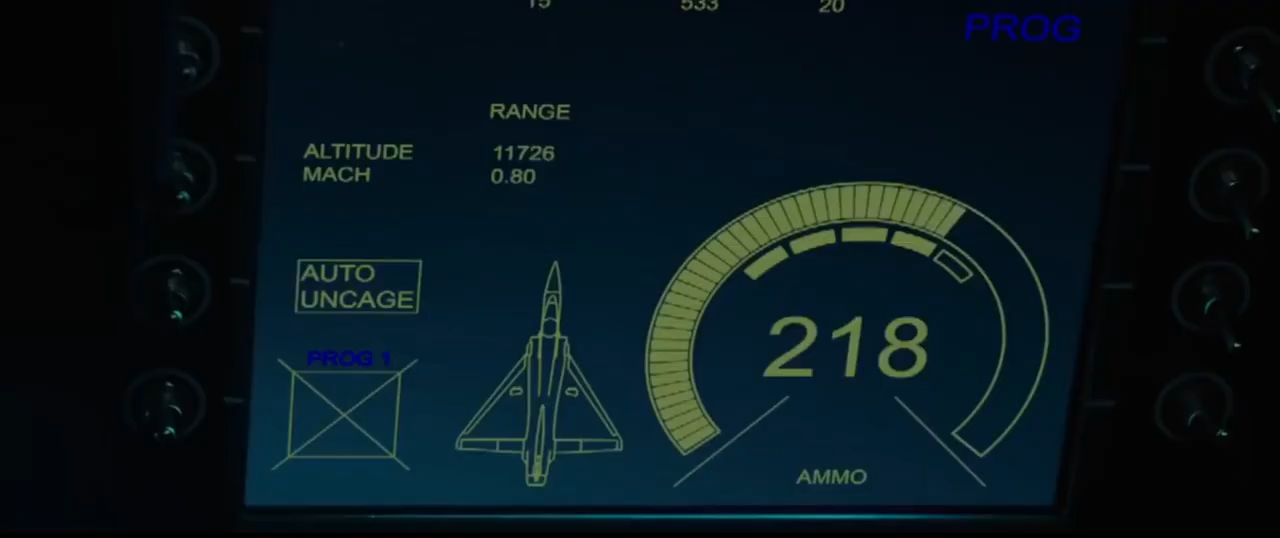 15 533 20
PROG
RANGE
ALTITUDE 11726
MACH 0.80
AUTO
UNCAGE
PROG 1
218
AMMO